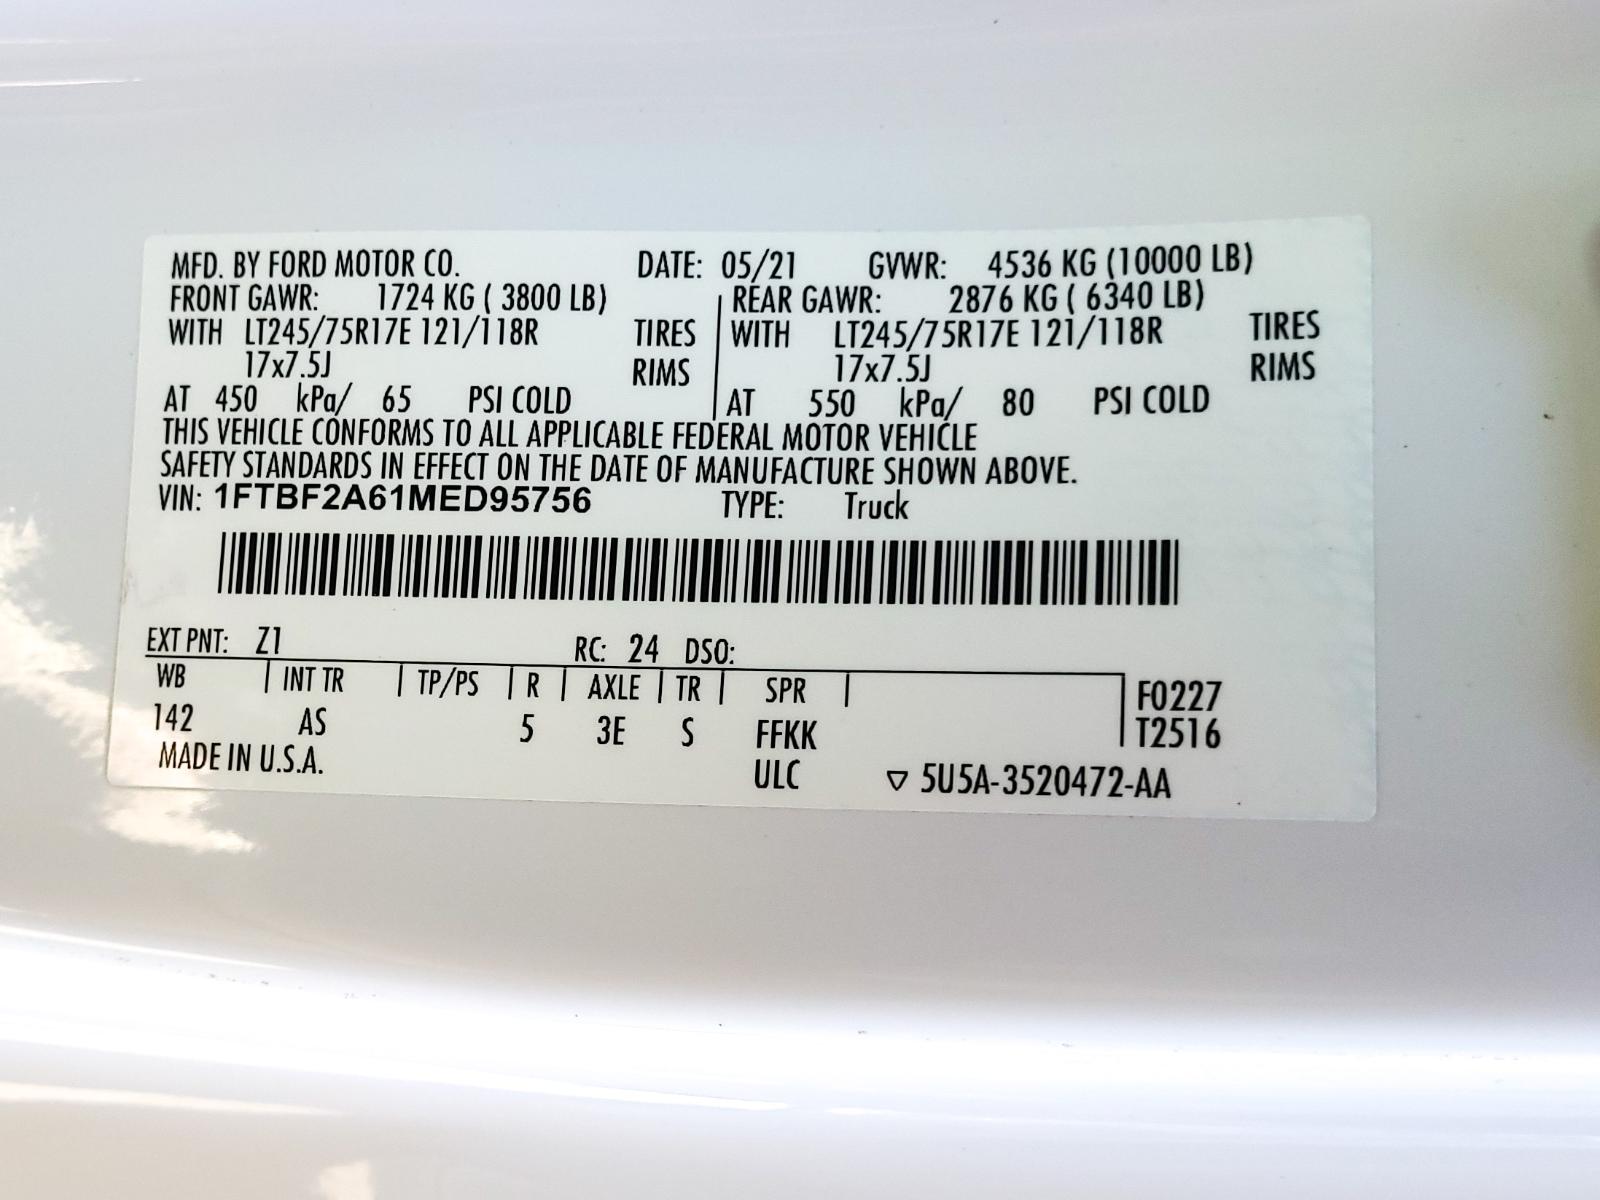 MFD. BY FORD MOTOR CO. DATE: 05/21 GVWR: 4536 KG (10000 LB)
FRONT GAWR: 1724 KG ( 3800 LB) REAR GAWR: 2876 KG ( 6340 LB)
WITH LT245/75R17E 121/118R TIRES WITH LT245/75R17E 121/118R TIRES
17x7.5J RIMS 17x7.5J RIMS
AT 450 kPa/ 65 PSI COLD AT 550 kPa/ 80 PSI COLD
THIS VEHICLE CONFORMS TO ALL APPLICABLE FEDERAL MOTOR VEHICLE
SAFETY STANDARDS IN EFFECT ON THE DATE OF MANUFACTURE SHOWN ABOVE.
VIN: 1FTBF2A61MED95756 TYPE: Truck
EXT PNT: Z1 RC: 24 DSO:
WB INT TR TP/PS R AXLE TR SPR F0227
142 AS 5 3E S FFKK T2516
MADE IN U.S.A. ULC ▽ 5U5A-3520472-AA